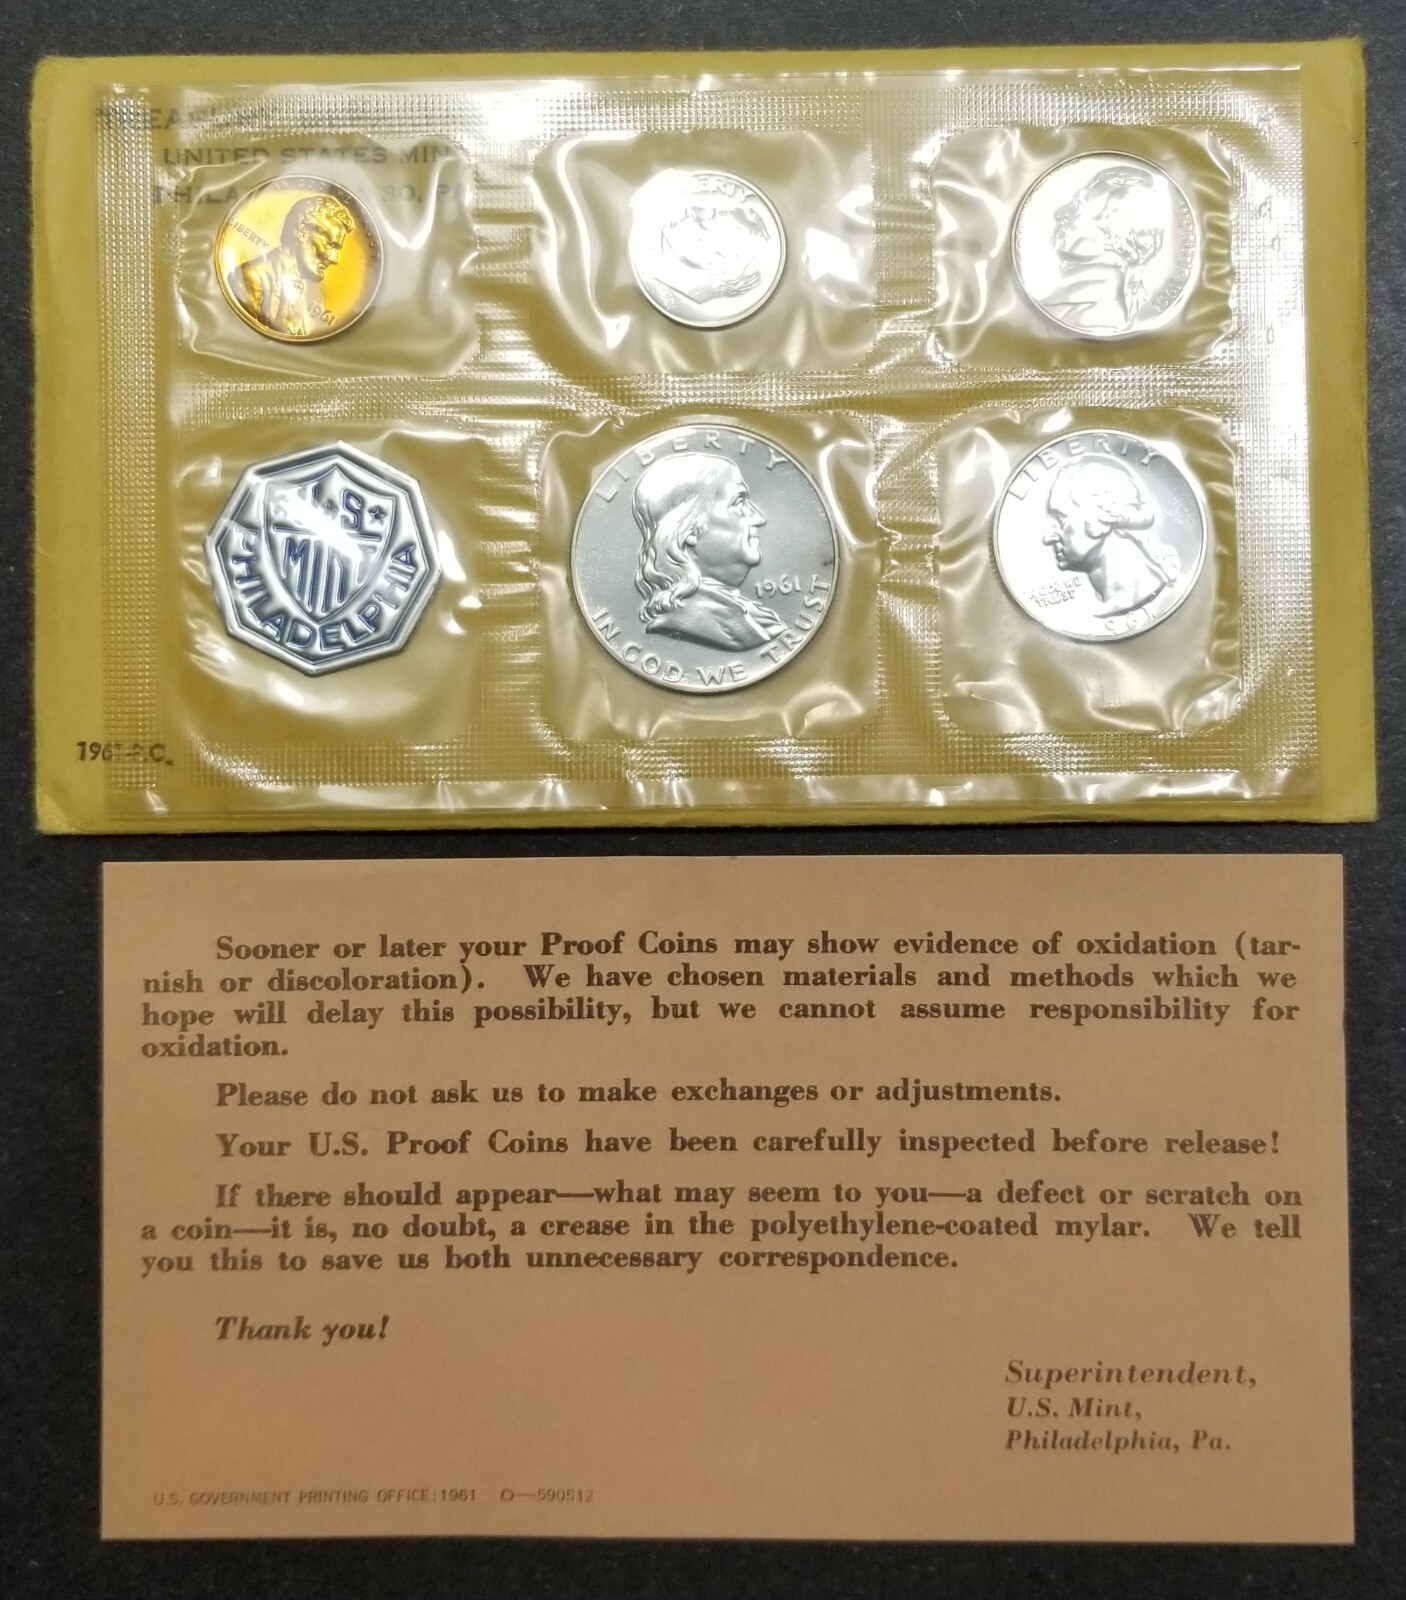 UNITED STATES MIN
LIBERTY
1961
LIBERTY
1961
U.S
MINT
PHILADELPHIA
LIBERTY
1961
IN GOD WE TRUST
LIBERTY
IN GOD WE
TRUST
1961
Sooner or later your Proof Coins may show evidence of oxidation (tar-
nish or discoloration). We have chosen materials and methods which we
hope will delay this possibility, but we cannot assume responsibility for
oxidation.
Please do not ask us to make exchanges or adjustments.
Your U.S. Proof Coins have been carefully inspected before release!
If there should appear—what may seem to you—a defect or scratch on
a coin—it is, no doubt, a crease in the polyethylene-coated mylar. We tell
you this to save us both unnecessary correspondence.
Thank you!
Superintendent,
U.S. Mint,
Philadelphia, Pa.
U.S. GOVERNMENT PRINTING OFFICE: 1961 O—590512